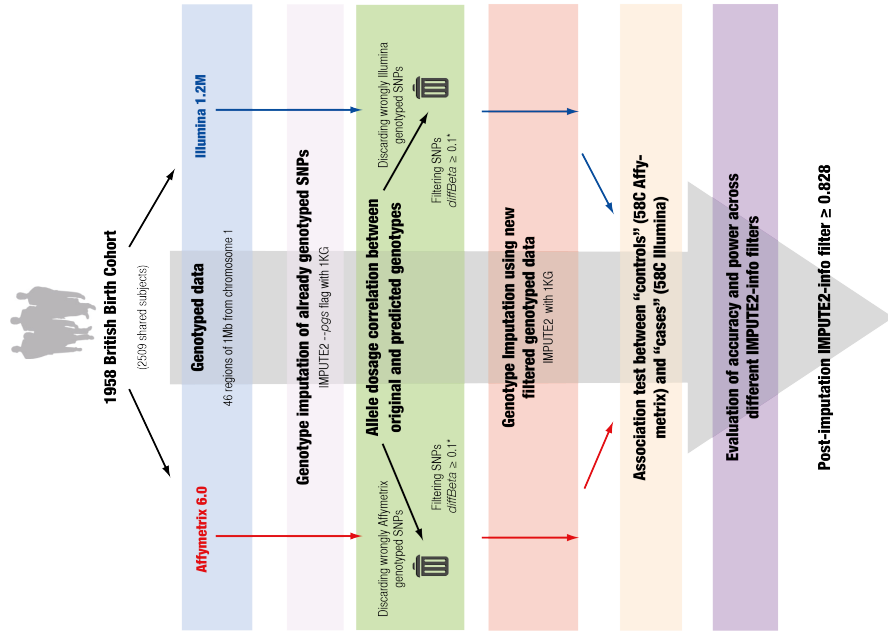 1958 British Birth Cohort
(2509 shared subjects)
Affymetrix 6.0
Genotyped data
Illumina 1.2M
46 regions of 1Mb from chromosome 1
Genotype imputation of already genotyped SNPs
IMPUTE2 --pgs flag with 1KG
Allele dosage correlation between
original and predicted genotypes
Discarding wrongly Affymetrix
genotyped SNPs
Discarding wrongly Illumina
genotyped SNPs
Filtering SNPs
diffBeta ≥ 0.1*
Filtering SNPs
diffBeta ≥ 0.1*
Genotype Imputation using new
filtered genotyped data
IMPUTE2 with 1KG
Association test between “controls” (58C Affy-
metrix) and “cases” (58C Illumina)
Evaluation of accuracy and power across
different IMPUTE2-info filters
Post-imputation IMPUTE2-info filter ≥ 0.828